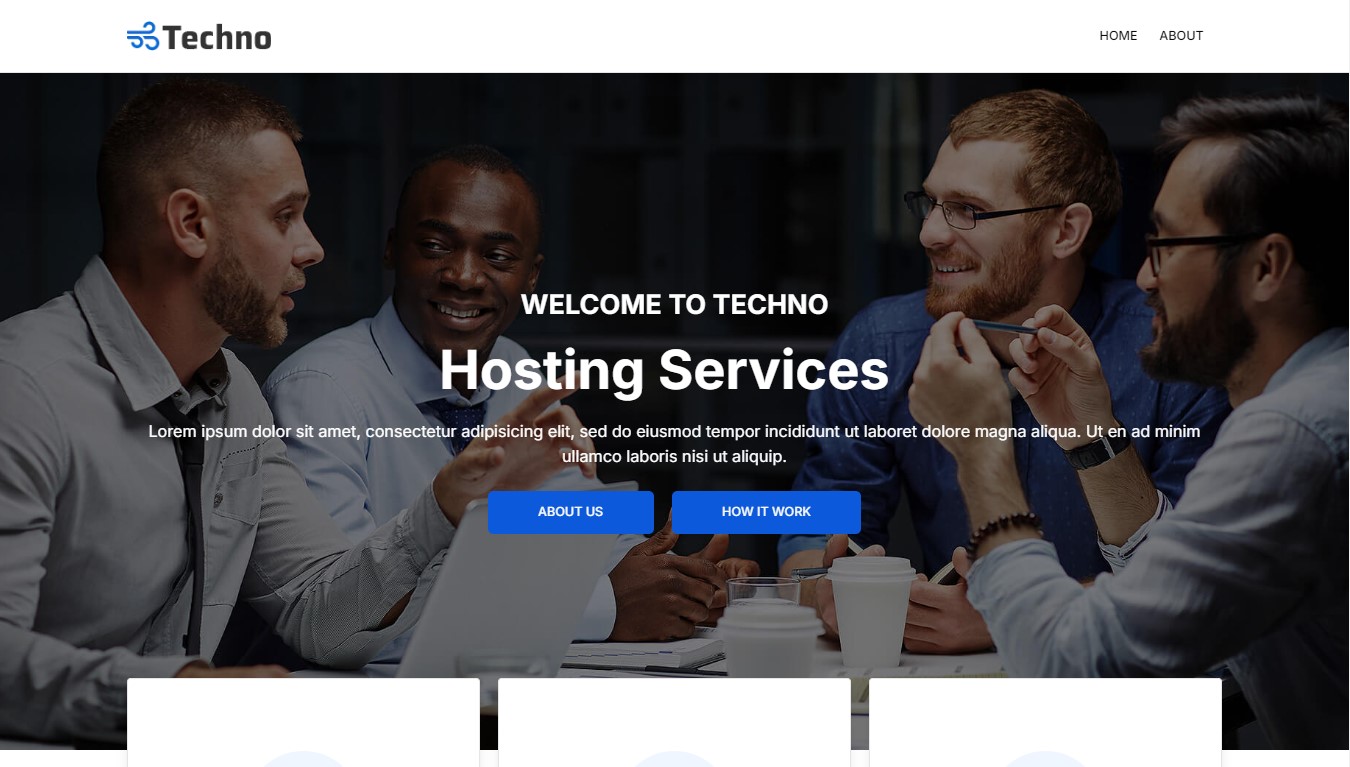 Techno
HOME ABOUT
WELCOME TO TECHNO
Hosting Services
Lorem ipsum dolor sit amet, consectetur adipisicing elit, sed do eiusmod tempor incididunt ut laboret dolore magna aliqua. Ut en ad minim
ullamco laboris nisi ut aliquip.
ABOUT US HOW IT WORK